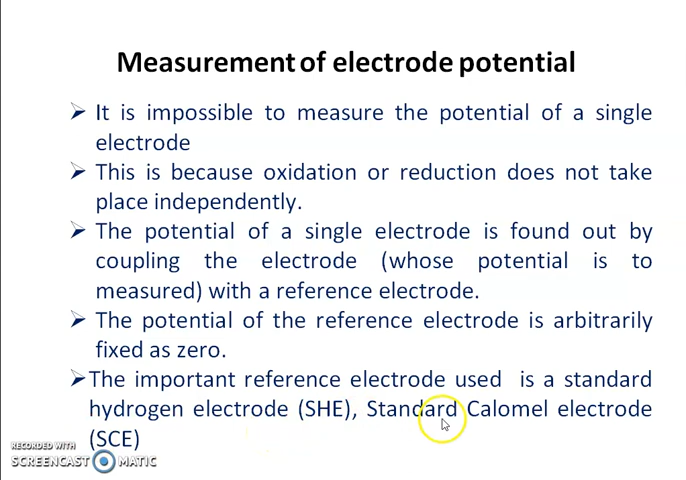 Measurement of electrode potential
➢ It is impossible to measure the potential of a single
electrode
➢ This is because oxidation or reduction does not take
place independently.
➢ The potential of a single electrode is found out by
coupling the electrode (whose potential is to
measured) with a reference electrode.
➢ The potential of the reference electrode is arbitrarily
fixed as zero.
➢ The important reference electrode used is a standard
hydrogen electrode (SHE), Standard Calomel electrode
(SCE)
RECORDED WITH
SCREENCAST MATIC